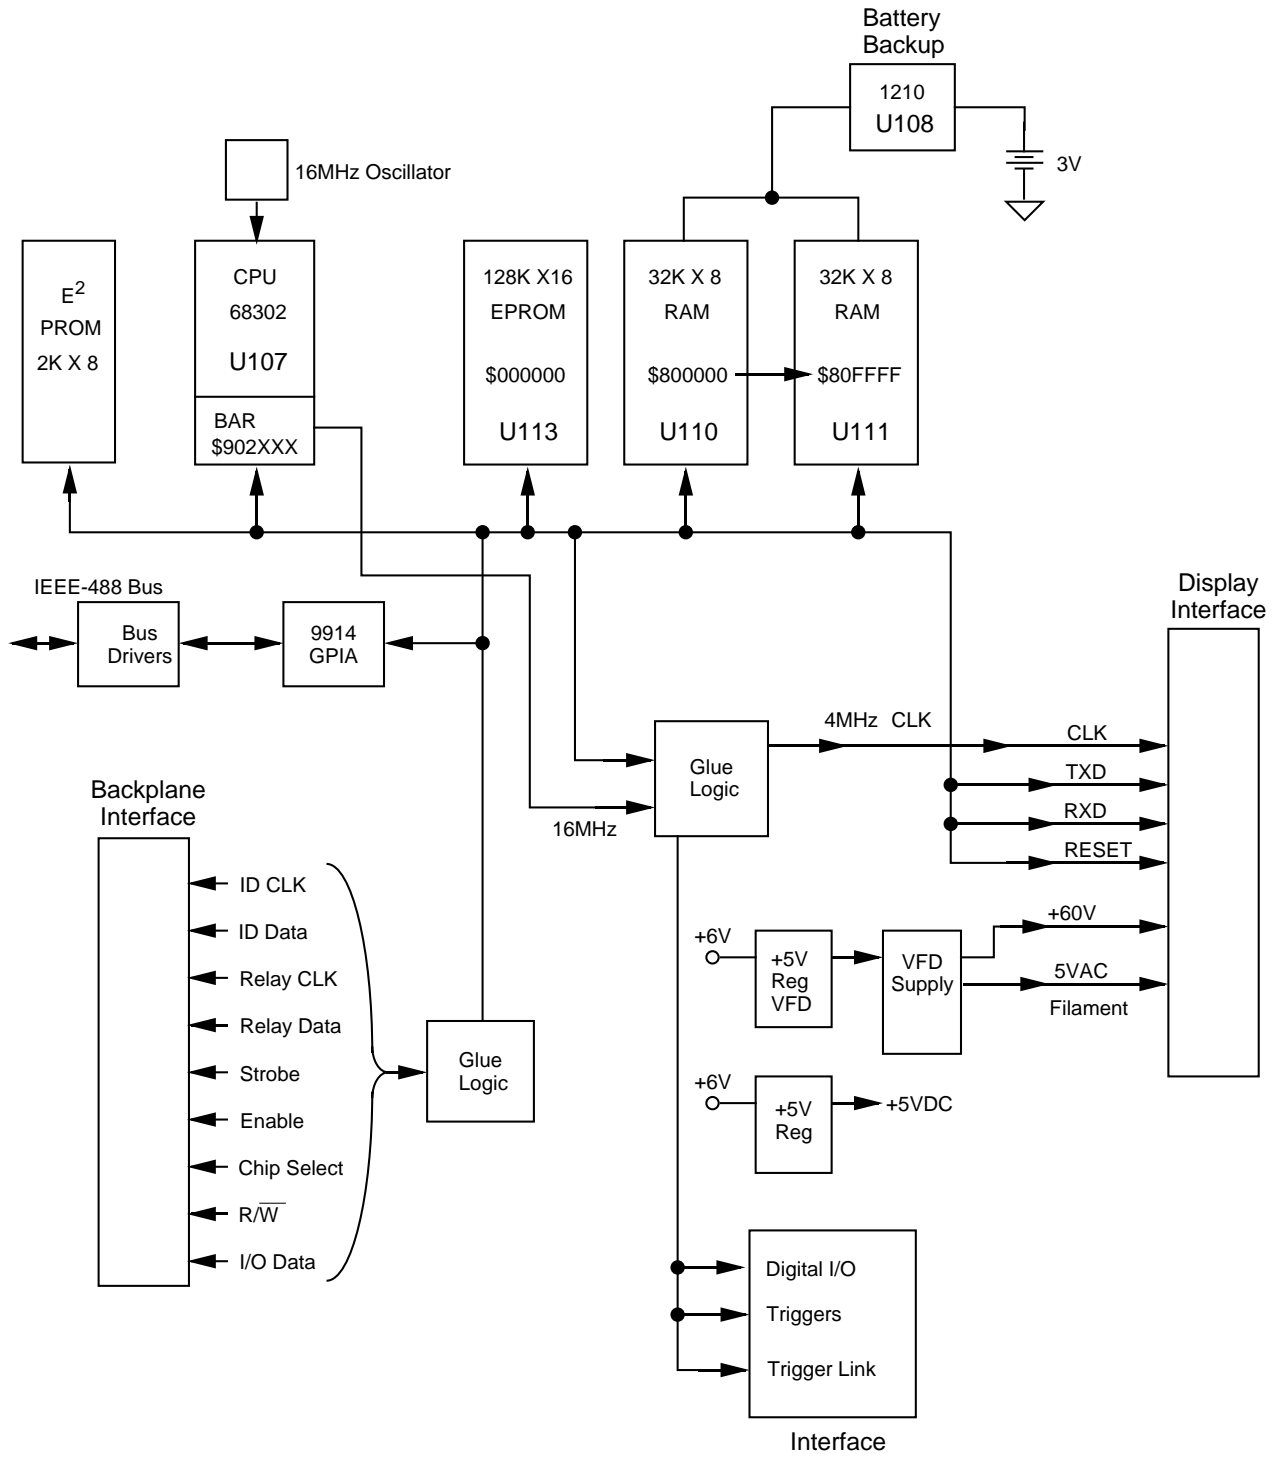 Battery
Backup
1210
U108
3V
16MHz Oscillator
E2
PROM
2K X 8
CPU
68302
U107
BAR
$902XXX
128K X16
EPROM
$000000
U113
32K X 8
RAM
$800000
U110
32K X 8
RAM
$80FFFF
U111
IEEE-488 Bus
Bus
Drivers
9914
GPIA
Display
Interface
4MHz CLK
CLK
TXD
RXD
RESET
Glue
Logic
16MHz
Backplane
Interface
ID CLK
ID Data
Relay CLK
Relay Data
Strobe
Enable
Chip Select
R/W̅
I/O Data
Glue
Logic
+6V
+5V
Reg
VFD
VFD
Supply
+60V
5VAC
Filament
+6V
+5V
Reg
+5VDC
Digital I/O
Triggers
Trigger Link
Interface